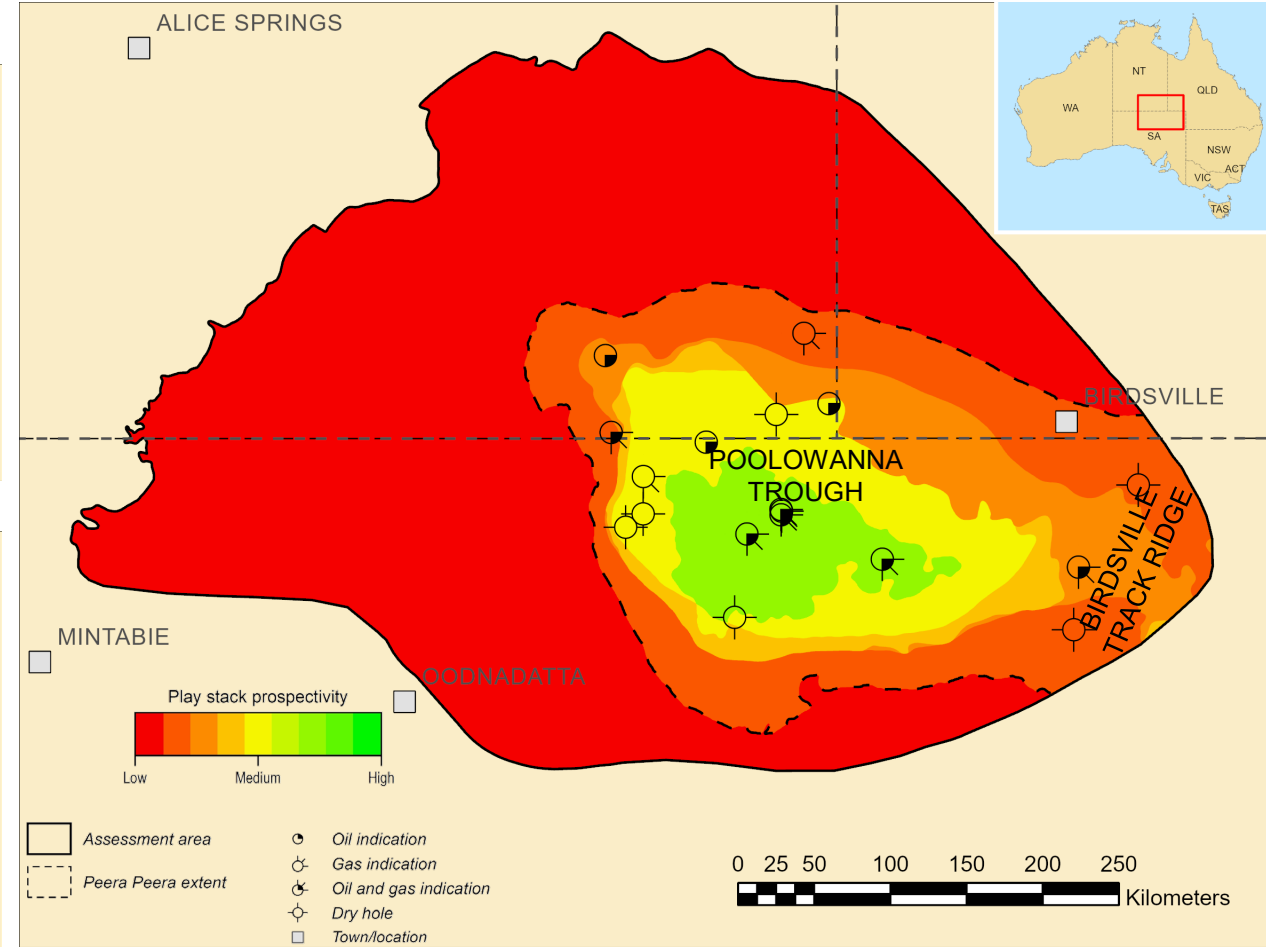 ALICE SPRINGS
NT
QLD
WA
SA
NSW
ACT
VIC
TAS
BIRDSVILLE
POOLOWANNA
TROUGH
BIRDSVILLE
TRACK RIDGE
MINTABIE
OODNADATTA
Play stack prospectivity
Low
Medium
High
Assessment area
Peera Peera extent
Oil indication
Gas indication
Oil and gas indication
Dry hole
Town/location
0 25 50 100 150 200 250
Kilometers